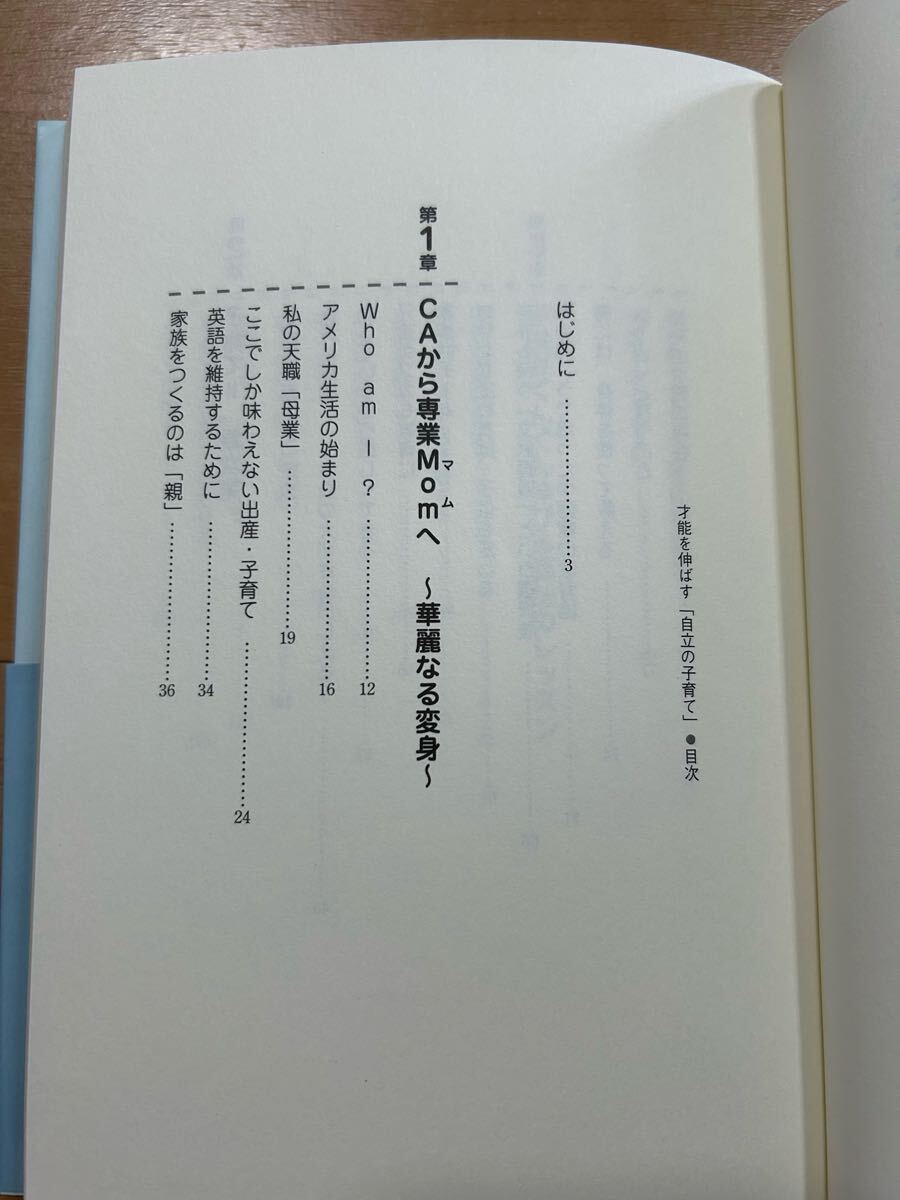 才能を伸ばす「自立の子育て」●目次
はじめに …………………… 3
第1章 CAから専業Momへ ～華麗なる変身～
マム
Who am I? …………………… 12
アメリカ生活の始まり …………………… 16
私の天職「母業」 …………………… 19
ここでしか味わえない出産・子育て …………………… 24
英語を維持するために …………………… 34
家族をつくるのは「親」 …………………… 36